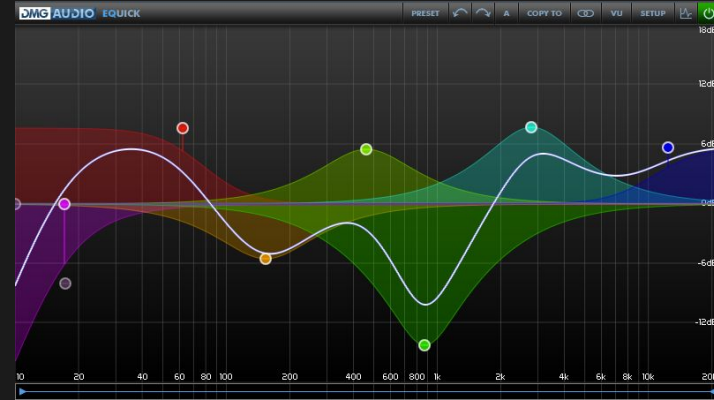 DMG AUDIO EQUICK PRESET A COPY TO VU SETUP
18dB
12dB
6dB
0dB
-6dB
-12dB
10 20 40 60 80 100 200 400 600 800 1k 2k 4k 6k 8k 10k 20